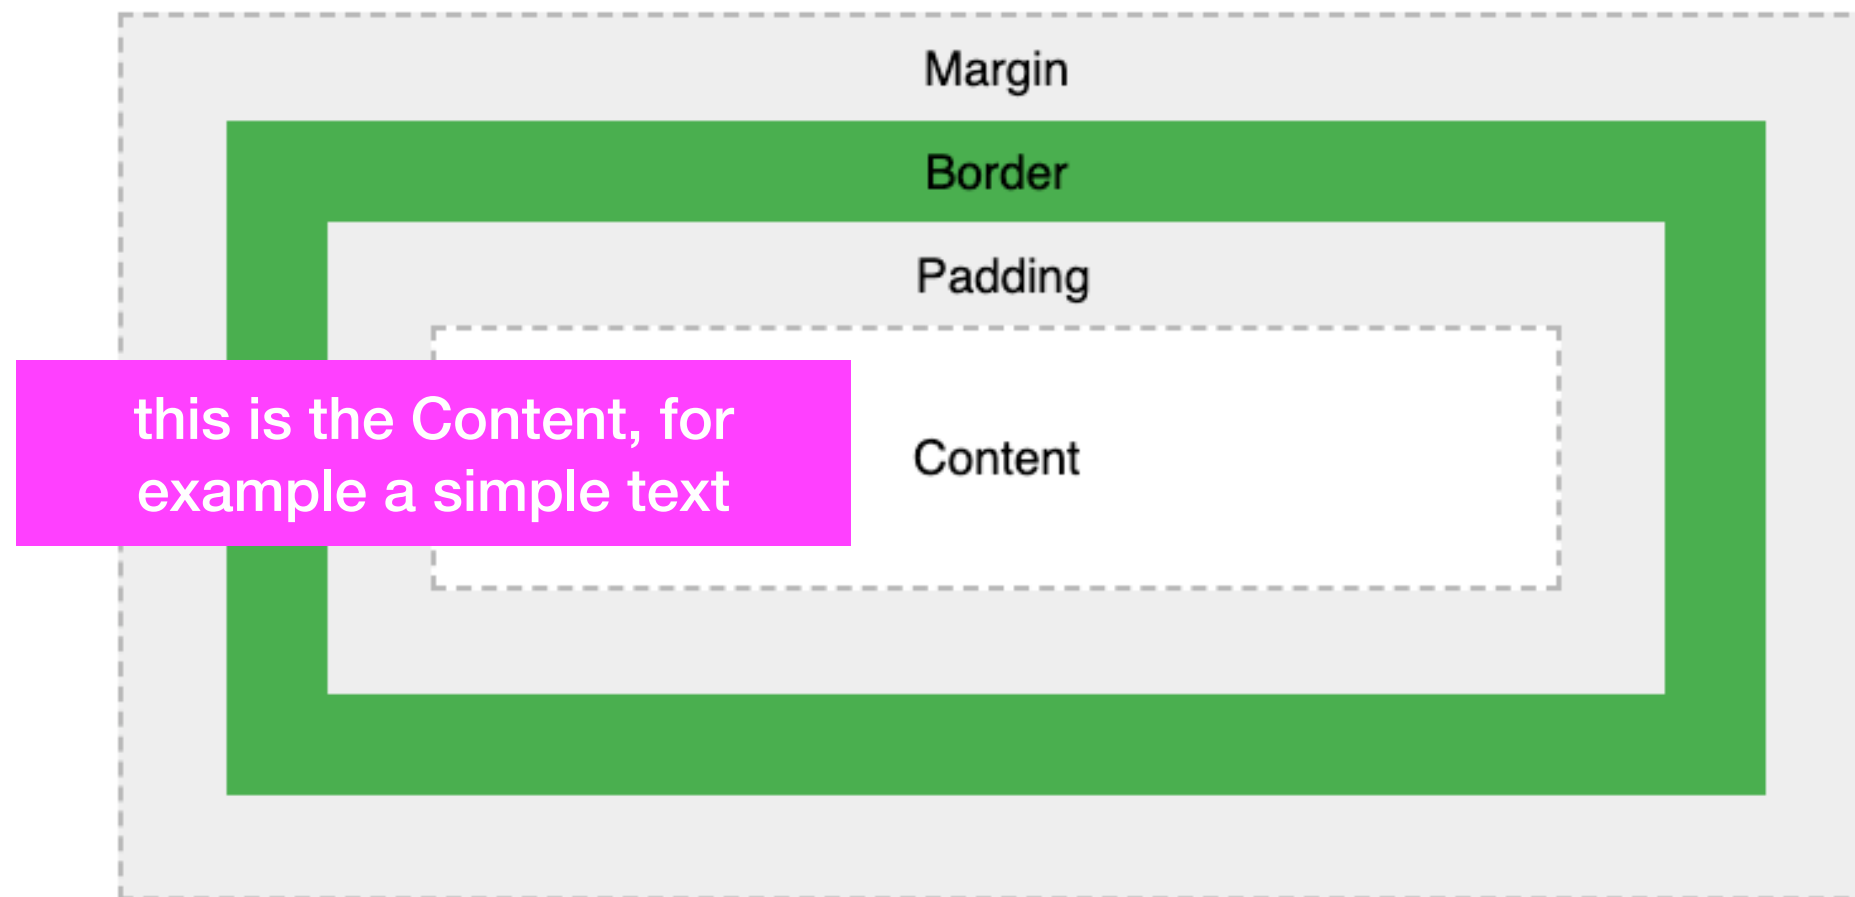 Margin
Border
Padding
this is the Content, for
example a simple text
Content